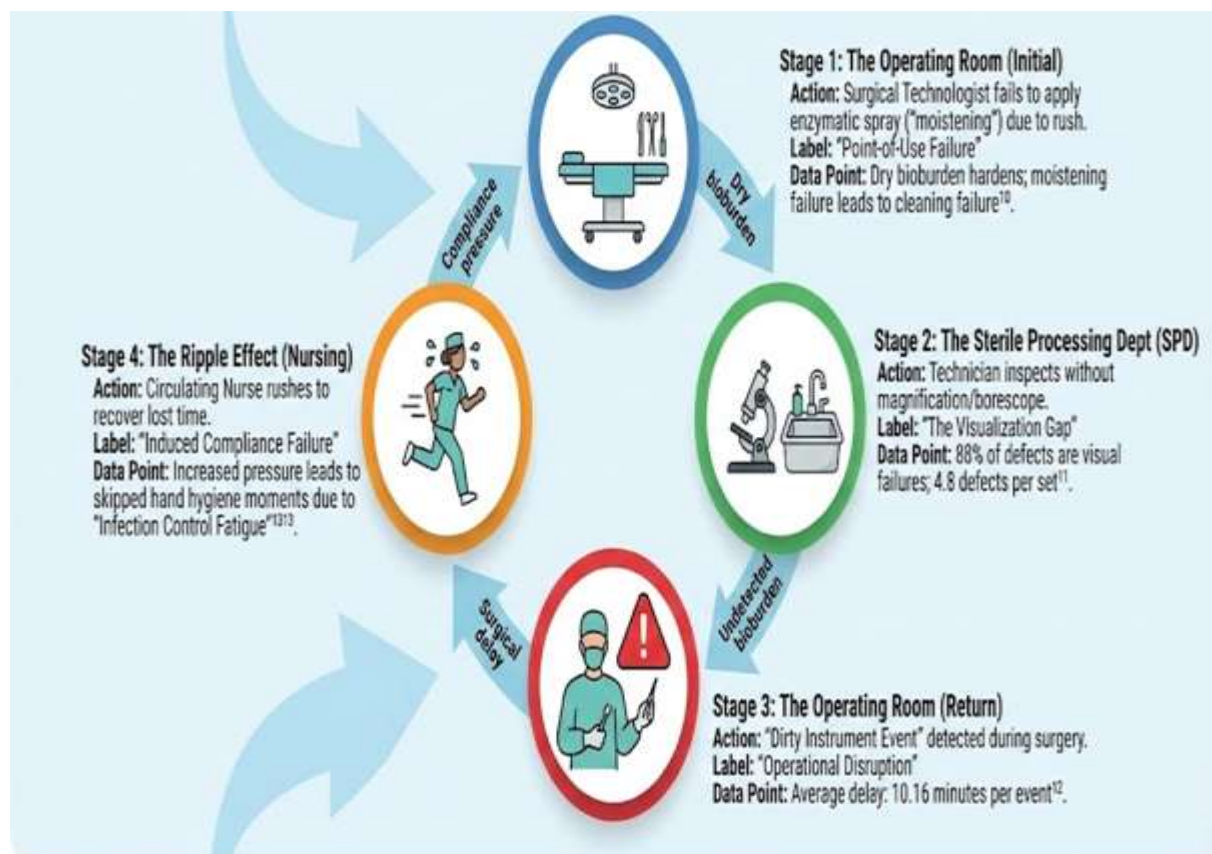 Stage 1: The Operating Room (Initial)
Action: Surgical Technologist fails to apply
enzymatic spray ("moistening") due to rush.
Label: "Point-of-Use Failure"
Data Point: Dry bioburden hardens; moistening
failure leads to cleaning failure¹⁰.
Dry
bioburden
Stage 2: The Sterile Processing Dept (SPD)
Action: Technician inspects without
magnification/borescope.
Label: "The Visualization Gap"
Data Point: 88% of defects are visual
failures; 4.8 defects per set¹¹.
Undetected
bioburden
Stage 3: The Operating Room (Return)
Action: "Dirty Instrument Event" detected during surgery.
Label: "Operational Disruption"
Data Point: Average delay: 10.16 minutes per event¹².
Surgical
delay
Stage 4: The Ripple Effect (Nursing)
Action: Circulating Nurse rushes to
recover lost time.
Label: "Induced Compliance Failure"
Data Point: Increased pressure leads to
skipped hand hygiene moments due to
"Infection Control Fatigue"¹³¹³.
Compliance
pressure